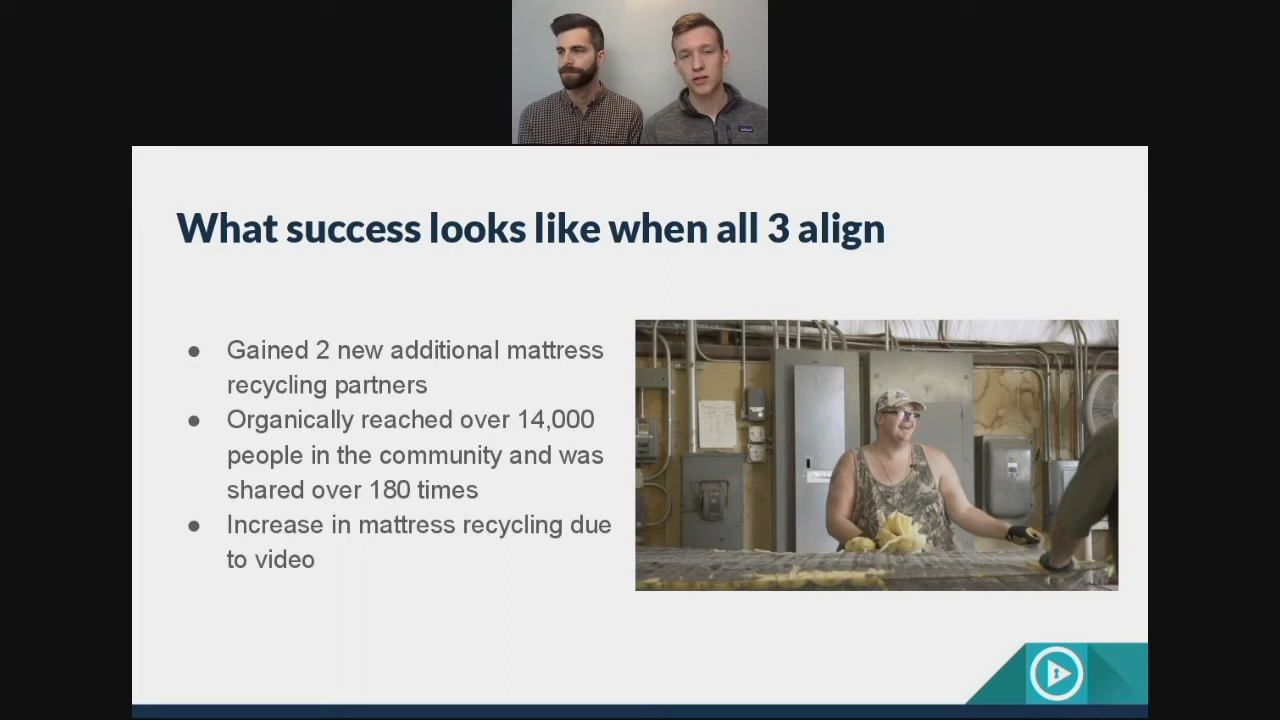 What success looks like when all 3 align
● Gained 2 new additional mattress
recycling partners
● Organically reached over 14,000
people in the community and was
shared over 180 times
● Increase in mattress recycling due
to video